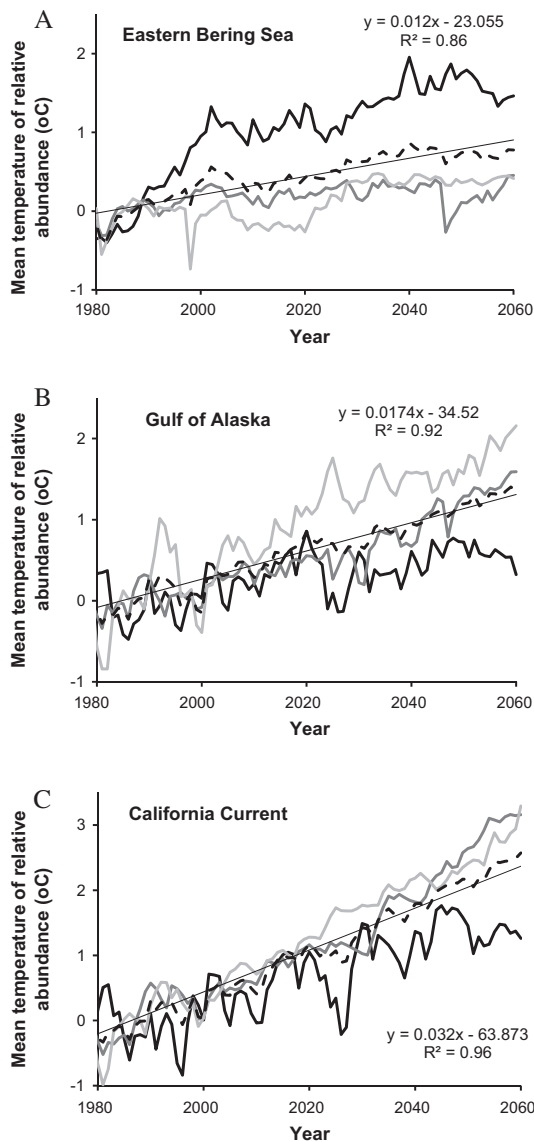 A
Eastern Bering Sea
y = 0.012x - 23.055
R² = 0.86
Mean temperature of relative
abundance (oC)
2
1
0
-1
1980 2000 2020 2040 2060
Year
B
Gulf of Alaska
y = 0.0174x - 34.52
R² = 0.92
Mean temperature of relative
abundance (oC)
2
1
0
-1
1980 2000 2020 2040 2060
Year
C
California Current
Mean temperature of relative
abundance (oC)
3
2
1
0
-1
y = 0.032x - 63.873
R² = 0.96
1980 2000 2020 2040 2060
Year